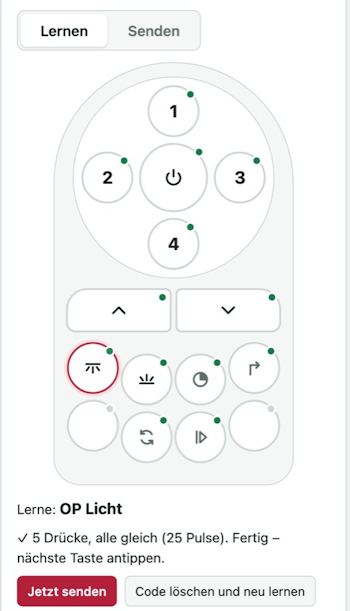 Lernen Senden
1
2 3
4
Lerne: OP Licht
✓ 5 Drücke, alle gleich (25 Pulse). Fertig –
nächste Taste antippen.
Jetzt senden Code löschen und neu lernen